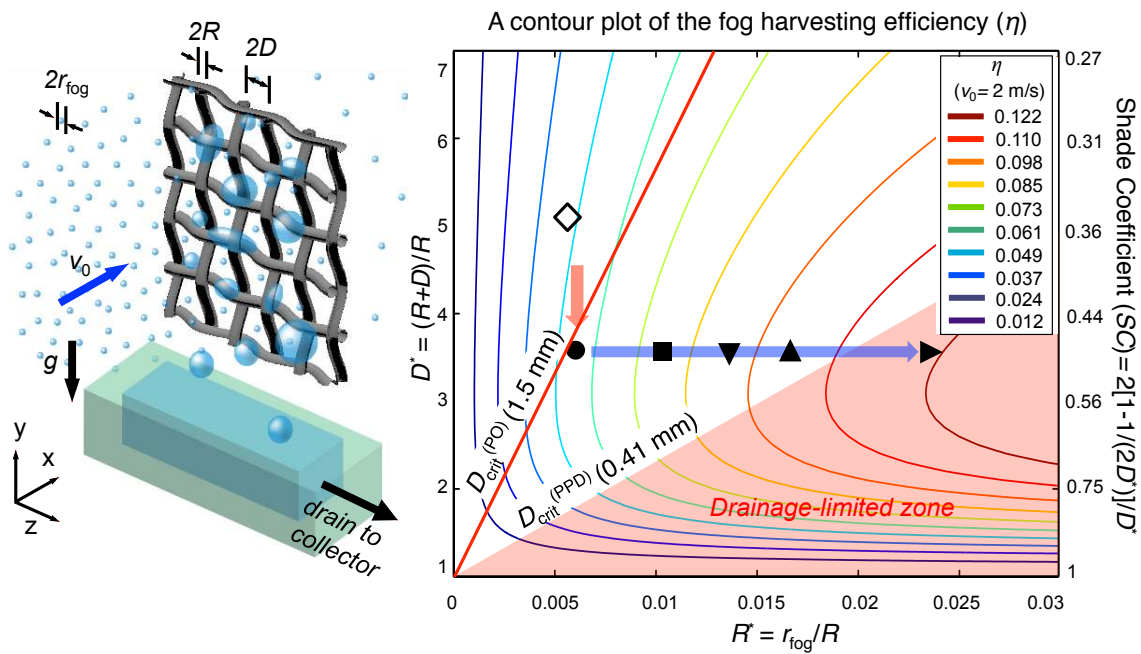 A contour plot of the fog harvesting efficiency (η)
2R
2D
2r_fog
v_0
g
y
x
z
drain to
collector
D* = (R+D)/R
7
6
5
4
3
2
1
0
0.005
0.01
0.015
0.02
0.025
0.03
R* = r_fog/R
η
(v_0 = 2 m/s)
0.122
0.110
0.098
0.085
0.073
0.061
0.049
0.037
0.024
0.012
D_crit^(PO) (1.5 mm)
D_crit^(PPD) (0.41 mm)
Drainage-limited zone
0.27
0.31
0.36
0.44
0.56
0.75
1
Shade Coefficient (SC) = 2[1-1/(2D*)]/D*